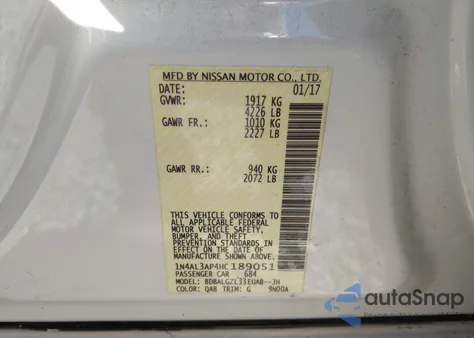 MFD BY NISSAN MOTOR CO., LTD.
DATE: 01/17
GVWR: 1917 KG
4226 LB
GAWR FR.: 1010 KG
2227 LB
GAWR RR.: 940 KG
2072 LB
THIS VEHICLE CONFORMS TO
ALL APPLICABLE FEDERAL
MOTOR VEHICLE SAFETY,
BUMPER, AND THEFT
PREVENTION STANDARDS
IN EFFECT ON THE DATE
OF MANUFACTURE
SHOWN ABOVE.
1N4AL3AP4HC189051
PASSENGER CAR 684
BDBALGZL33EUAB--JH
COLOR: QAB TRIM: G 9N00A
autoSnap